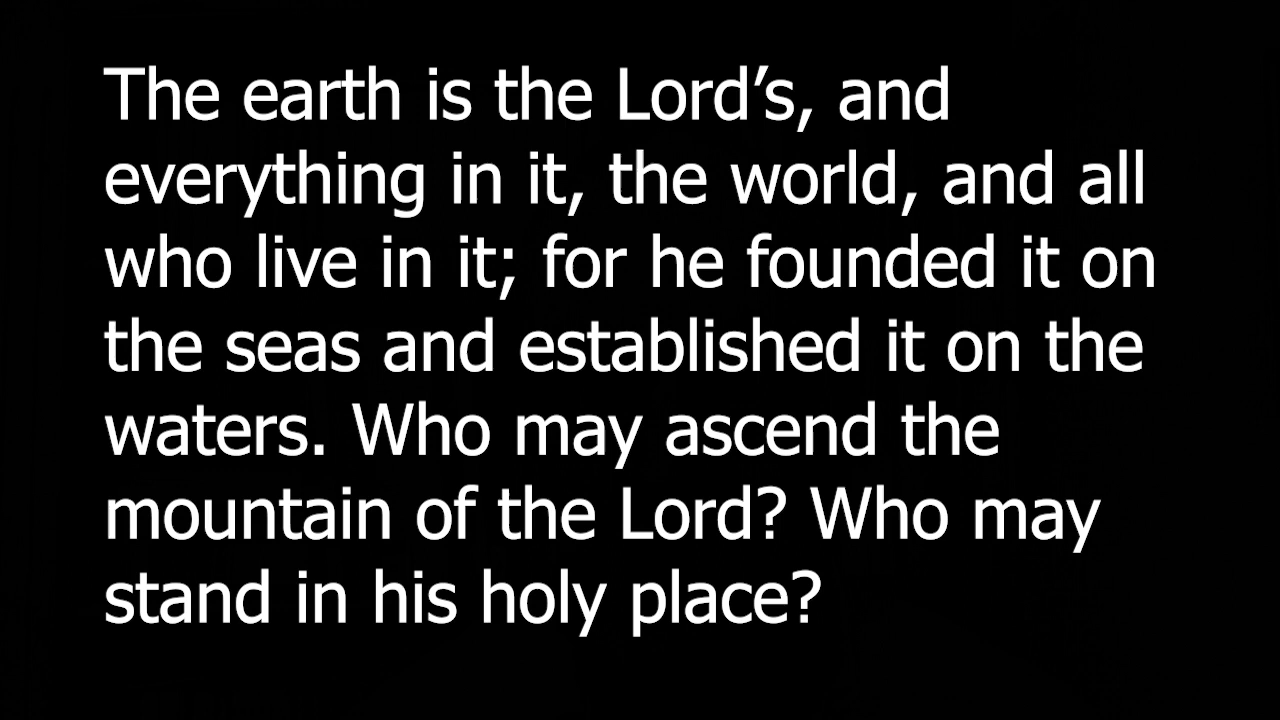 The earth is the Lord’s, and
everything in it, the world, and all
who live in it; for he founded it on
the seas and established it on the
waters. Who may ascend the
mountain of the Lord? Who may
stand in his holy place?